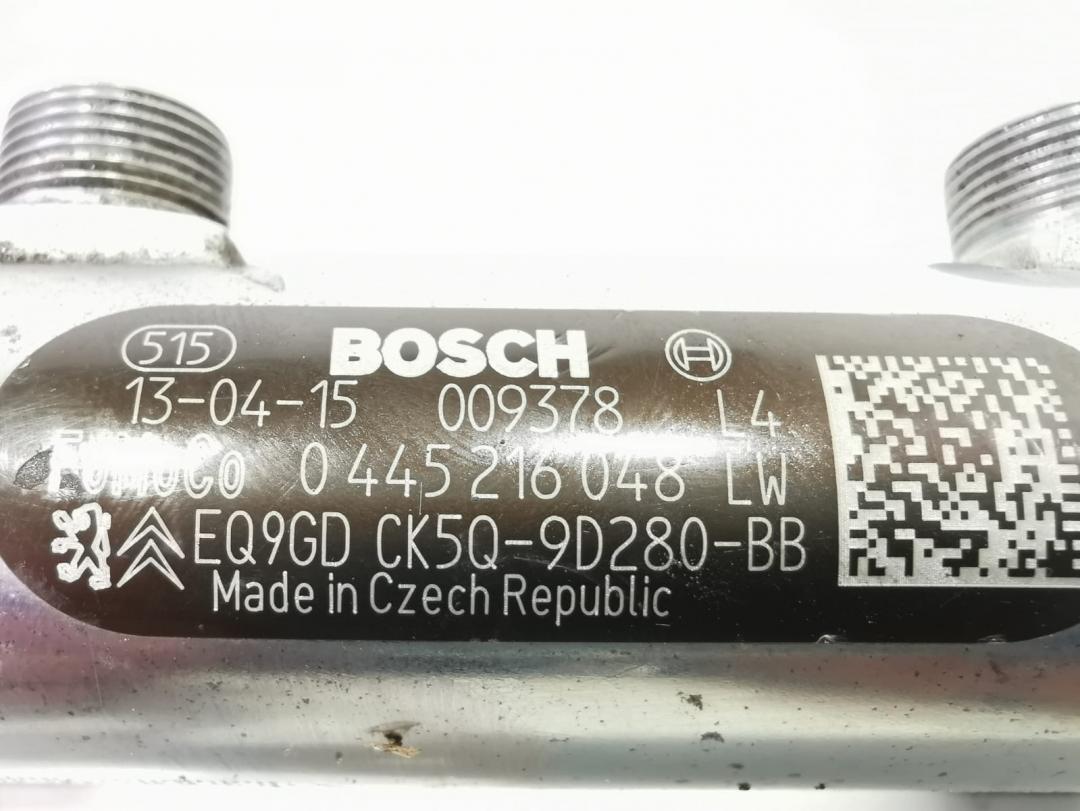 515 BOSCH
13-04-15 009378 L4
FoMoCo 0 445 216 048 LW
EQ9GD CK5Q-9D280-BB
Made in Czech Republic